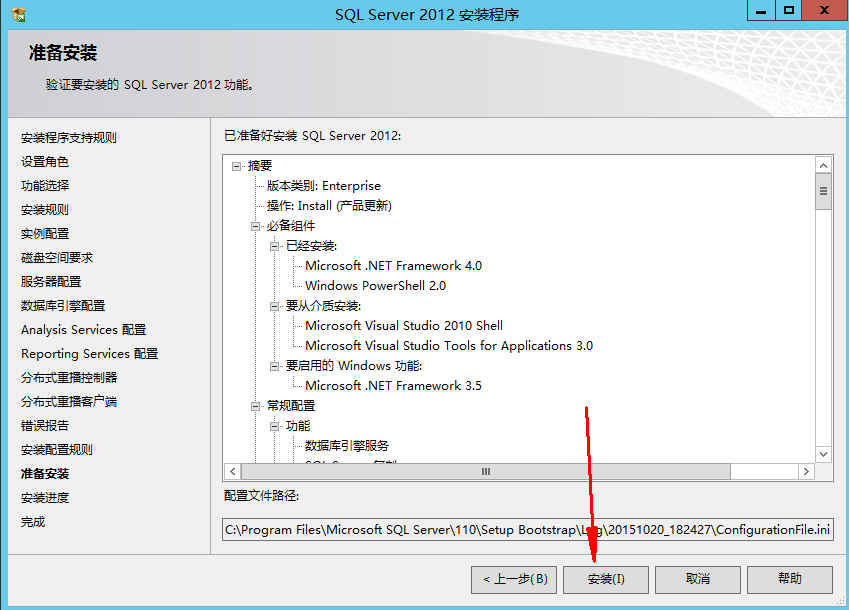 SQL Server 2012 安装程序
准备安装
验证要安装的 SQL Server 2012 功能。
安装程序支持规则
设置角色
功能选择
安装规则
实例配置
磁盘空间要求
服务器配置
数据库引擎配置
Analysis Services 配置
Reporting Services 配置
分布式重播控制器
分布式重播客户端
错误报告
安装配置规则
准备安装
安装进度
完成
已准备好安装 SQL Server 2012:
摘要
版本类别: Enterprise
操作: Install (产品更新)
必备组件
已经安装:
Microsoft .NET Framework 4.0
Windows PowerShell 2.0
要从介质安装:
Microsoft Visual Studio 2010 Shell
Microsoft Visual Studio Tools for Applications 3.0
要启用的 Windows 功能:
Microsoft .NET Framework 3.5
常规配置
功能
数据库引擎服务
配置文件路径:
C:\Program Files\Microsoft SQL Server\110\Setup Bootstrap\Log\20151020_182427\ConfigurationFile.ini
< 上一步(B)
安装(I)
取消
帮助